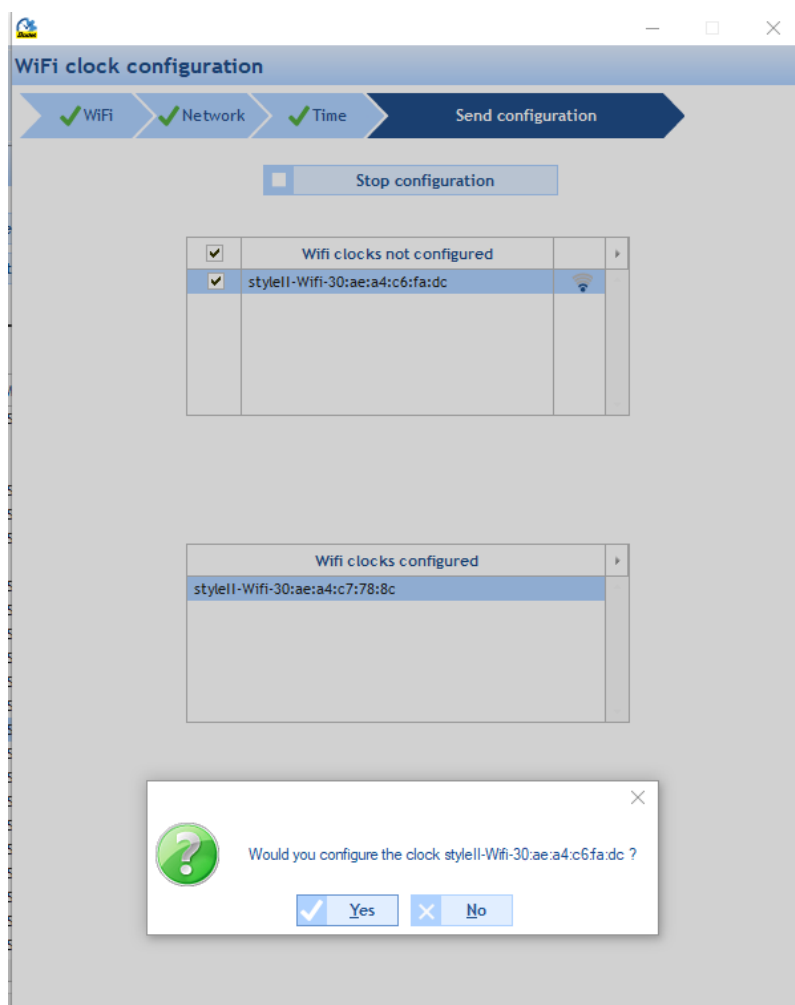 WiFi clock configuration
WiFi
Network
Time
Send configuration
Stop configuration
Wifi clocks not configured
styleII-Wifi-30:ae:a4:c6:fa:dc
Wifi clocks configured
styleII-Wifi-30:ae:a4:c7:78:8c
Would you configure the clock styleII-Wifi-30:ae:a4:c6:fa:dc ?
Yes
No